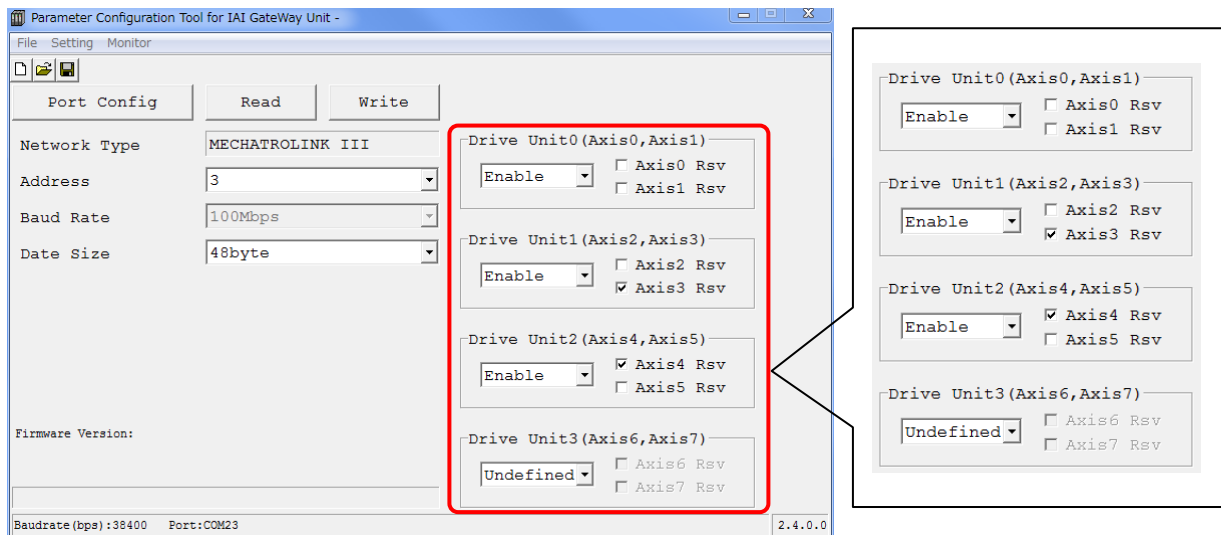 Parameter Configuration Tool for IAI GateWay Unit -
File Setting Monitor
Port Config Read Write
Network Type MECHATROLINK III
Address 3
Baud Rate 100Mbps
Date Size 48byte
Firmware Version:
Drive Unit0(Axis0,Axis1)
Enable
Axis0 Rsv
Axis1 Rsv
Drive Unit1(Axis2,Axis3)
Enable
Axis2 Rsv
Axis3 Rsv
Drive Unit2(Axis4,Axis5)
Enable
Axis4 Rsv
Axis5 Rsv
Drive Unit3(Axis6,Axis7)
Undefined
Axis6 Rsv
Axis7 Rsv
Baudrate(bps):38400 Port:COM23 2.4.0.0
Drive Unit0(Axis0,Axis1)
Enable
Axis0 Rsv
Axis1 Rsv
Drive Unit1(Axis2,Axis3)
Enable
Axis2 Rsv
Axis3 Rsv
Drive Unit2(Axis4,Axis5)
Enable
Axis4 Rsv
Axis5 Rsv
Drive Unit3(Axis6,Axis7)
Undefined
Axis6 Rsv
Axis7 Rsv